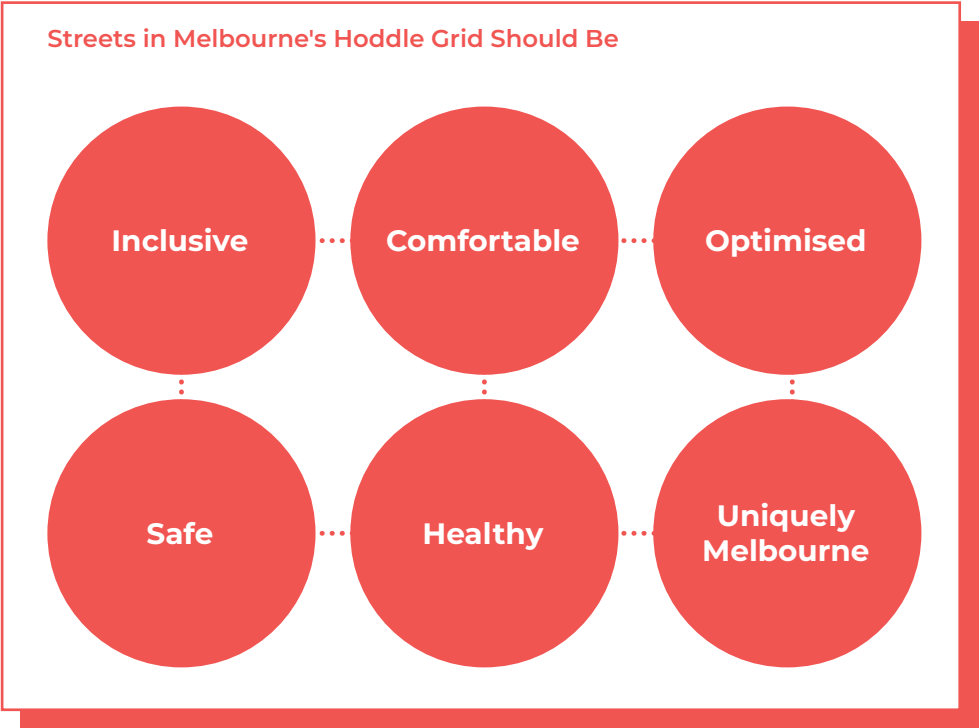 Streets in Melbourne's Hoddle Grid Should Be
Inclusive
Comfortable
Optimised
Safe
Healthy
Uniquely
Melbourne